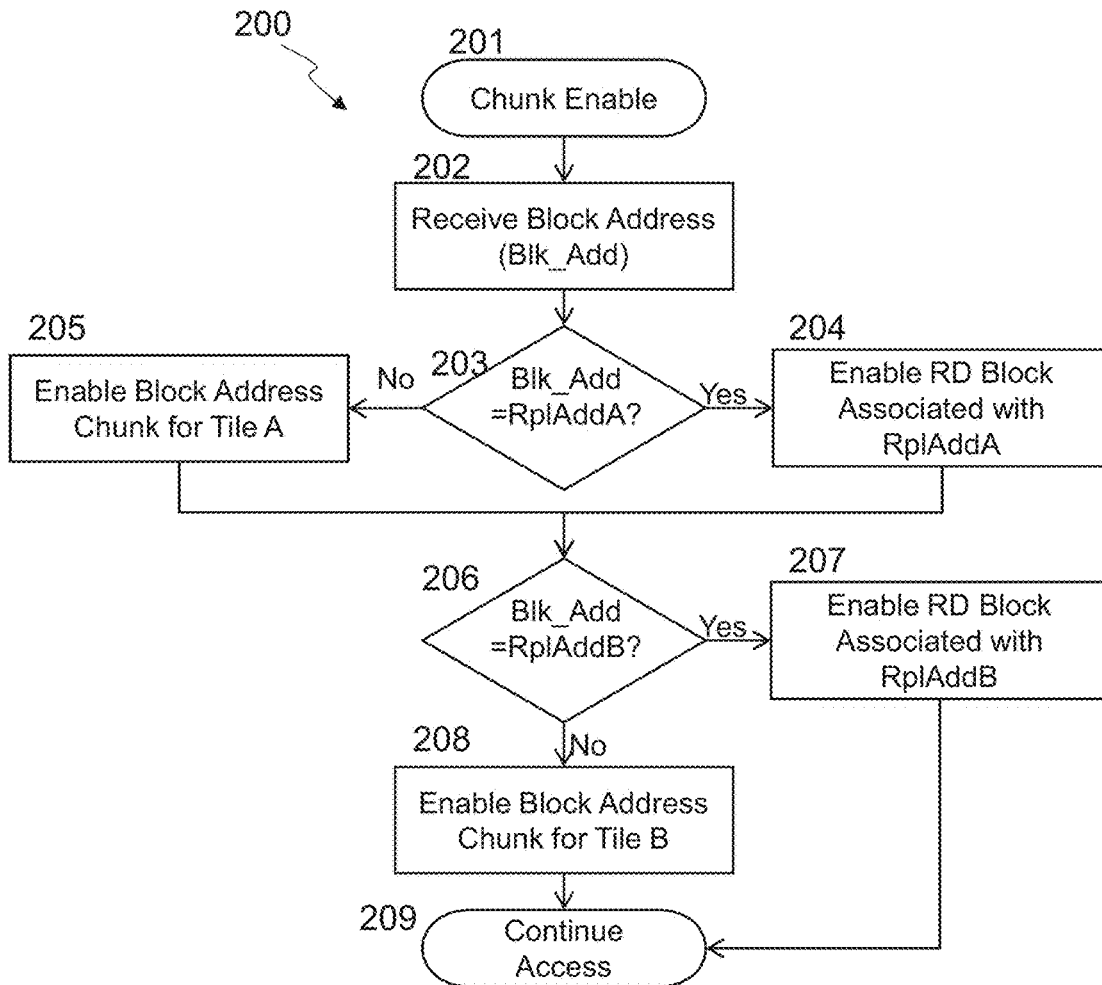 200
201
Chunk Enable
202
Receive Block Address
(Blk_Add)
203
Blk_Add
=RplAddA?
No
Yes
205
Enable Block Address
Chunk for Tile A
204
Enable RD Block
Associated with
RplAddA
206
Blk_Add
=RplAddB?
Yes
No
207
Enable RD Block
Associated with
RplAddB
208
Enable Block Address
Chunk for Tile B
209
Continue
Access